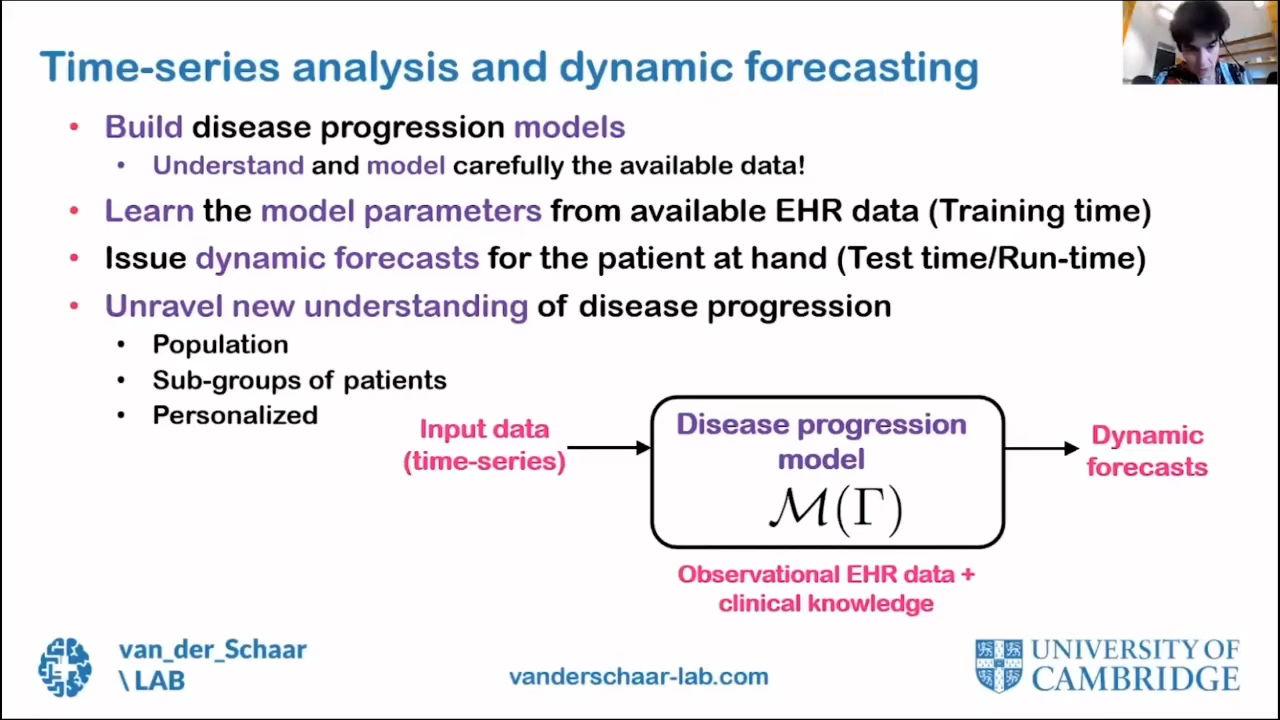 Time-series analysis and dynamic forecasting
• Build disease progression models
• Understand and model carefully the available data!
• Learn the model parameters from available EHR data (Training time)
• Issue dynamic forecasts for the patient at hand (Test time/Run-time)
• Unravel new understanding of disease progression
• Population
• Sub-groups of patients
• Personalized
Input data
(time-series)
Disease progression
model
ℳ(Γ)
Dynamic
forecasts
Observational EHR data +
clinical knowledge
van_der_Schaar
\ LAB
vanderschaar-lab.com
UNIVERSITY OF
CAMBRIDGE